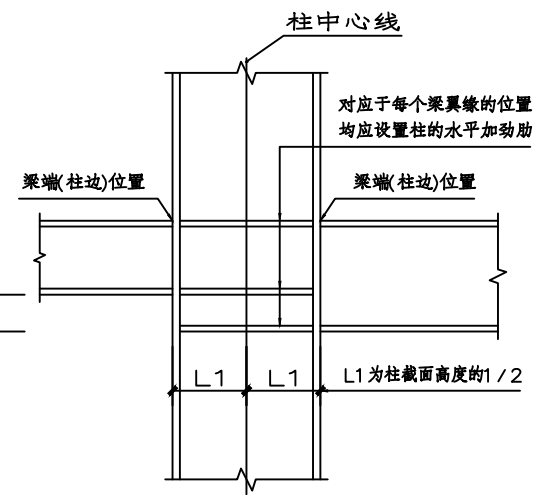 柱中心线
对应于每个梁翼缘的位置
均应设置柱的水平加劲肋
梁端(柱边)位置
梁端(柱边)位置
L1
L1
L1为柱截面高度的1/2